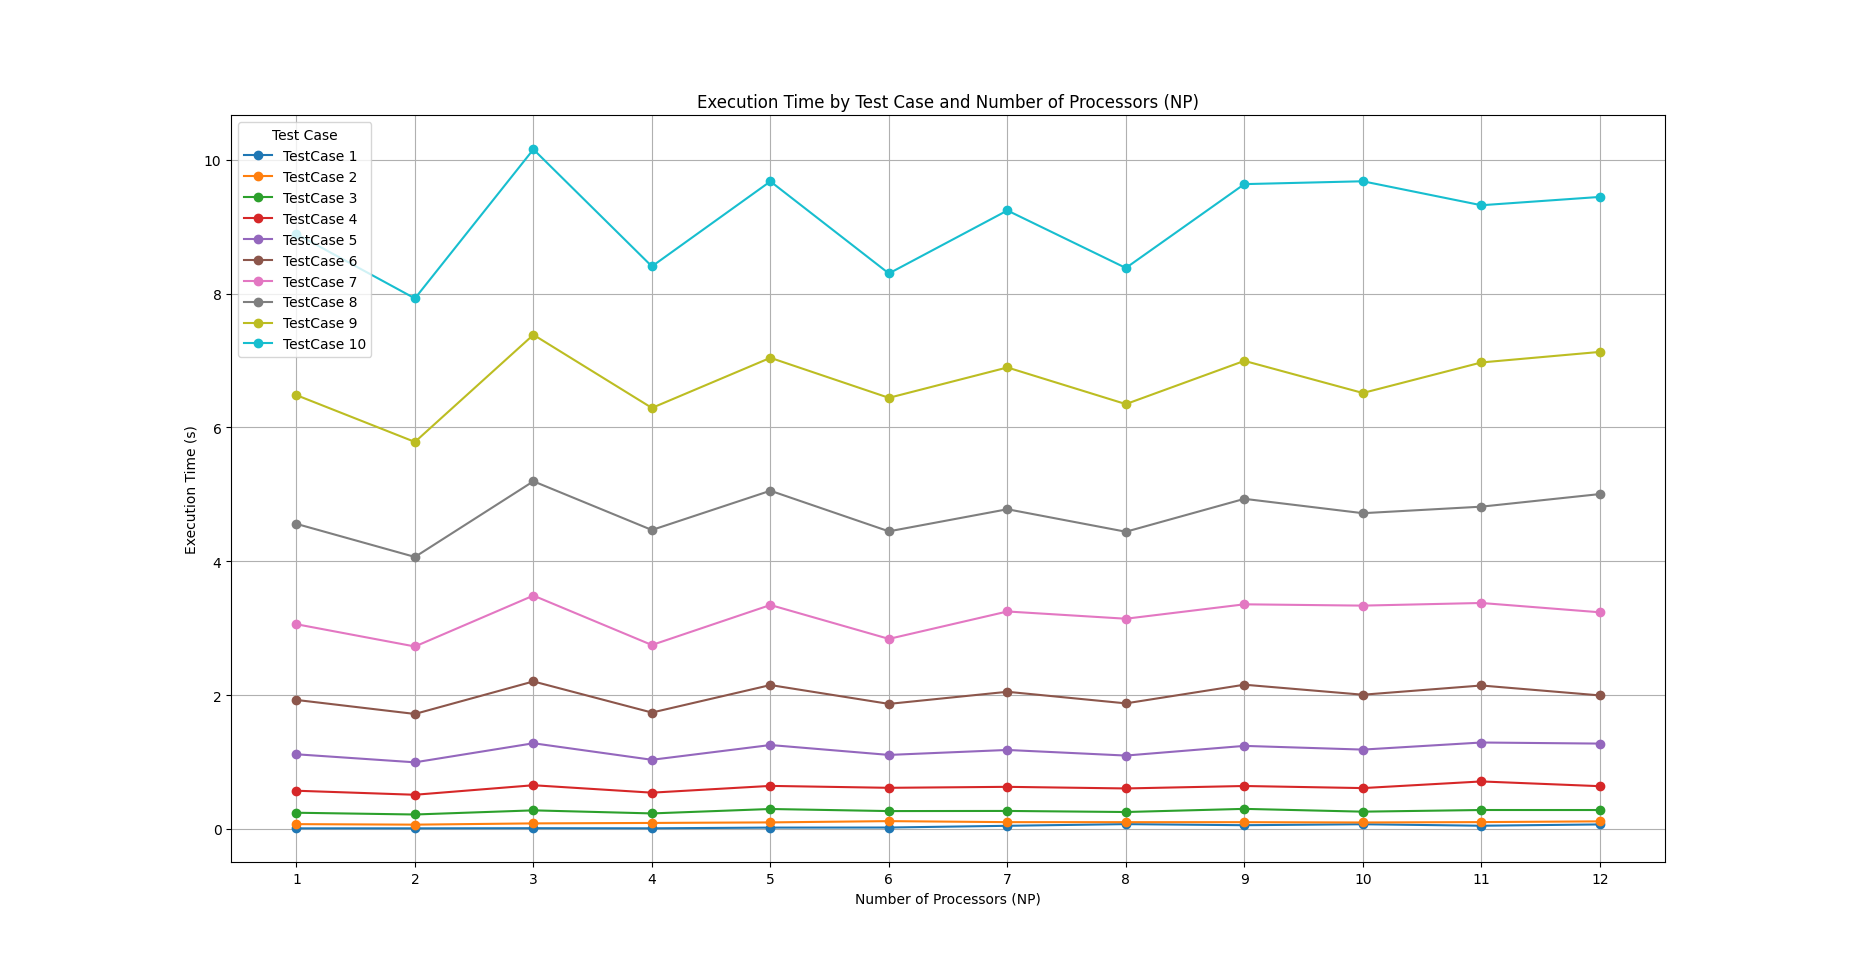 Execution Time by Test Case and Number of Processors (NP)
Test Case
TestCase 1
TestCase 2
TestCase 3
TestCase 4
TestCase 5
TestCase 6
TestCase 7
TestCase 8
TestCase 9
TestCase 10
10
8
6
4
2
0
Execution Time (s)
1 2 3 4 5 6 7 8 9 10 11 12
Number of Processors (NP)